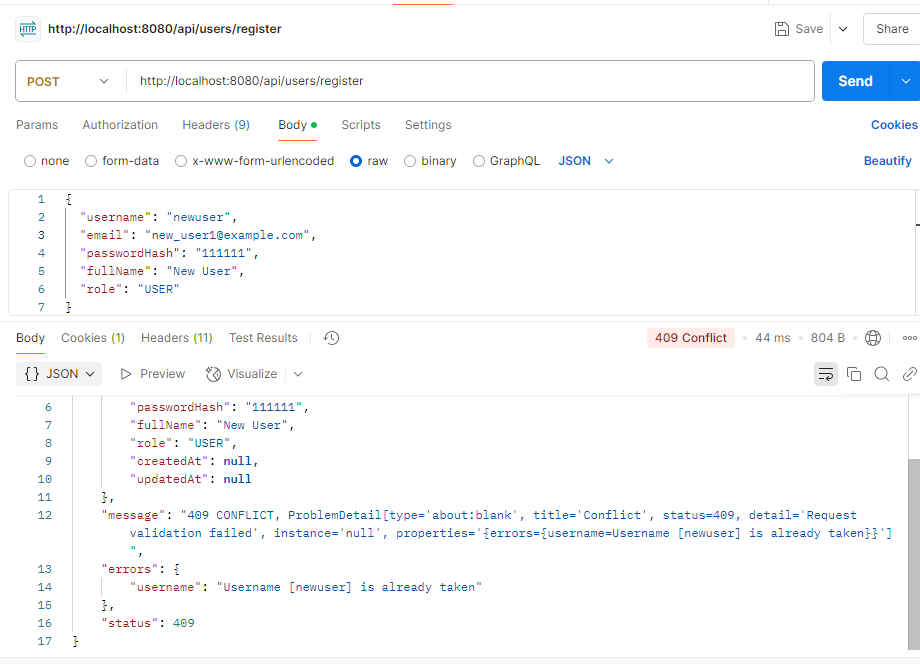 HTTP http://localhost:8080/api/users/register Save Share
POST http://localhost:8080/api/users/register Send
Params Authorization Headers (9) Body Scripts Settings Cookies
none form-data x-www-form-urlencoded raw binary GraphQL JSON Beautify
1 {
2 "username": "newuser",
3 "email": "new_user1@example.com",
4 "passwordHash": "111111",
5 "fullName": "New User",
6 "role": "USER"
7 }
Body Cookies (1) Headers (11) Test Results 409 Conflict 44 ms 804 B
{} JSON Preview Visualize
6 "passwordHash": "111111",
7 "fullName": "New User",
8 "role": "USER",
9 "createdAt": null,
10 "updatedAt": null
11 },
12 "message": "409 CONFLICT, ProblemDetail[type='about:blank', title='Conflict', status=409, detail='Request
validation failed', instance='null', properties='{errors={username=Username [newuser] is already taken}}']
",
13 "errors": {
14 "username": "Username [newuser] is already taken"
15 },
16 "status": 409
17 }